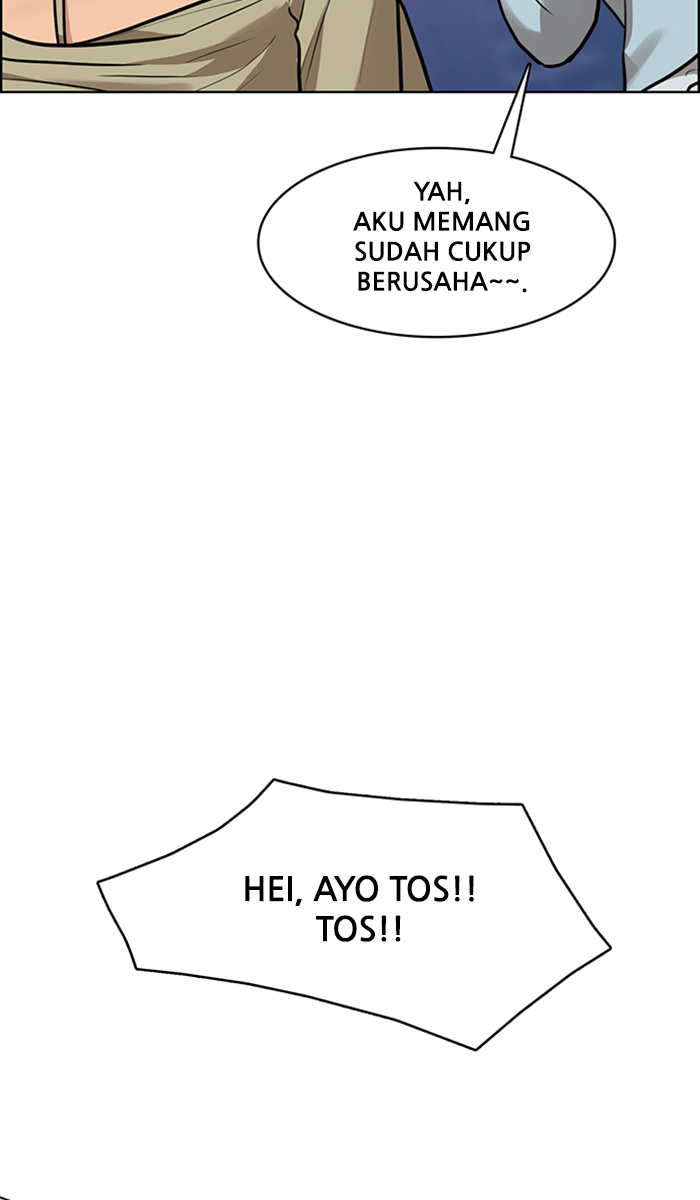 YAH,
AKU MEMANG
SUDAH CUKUP
BERUSAHA~~.
HEI, AYO TOS!!
TOS!!